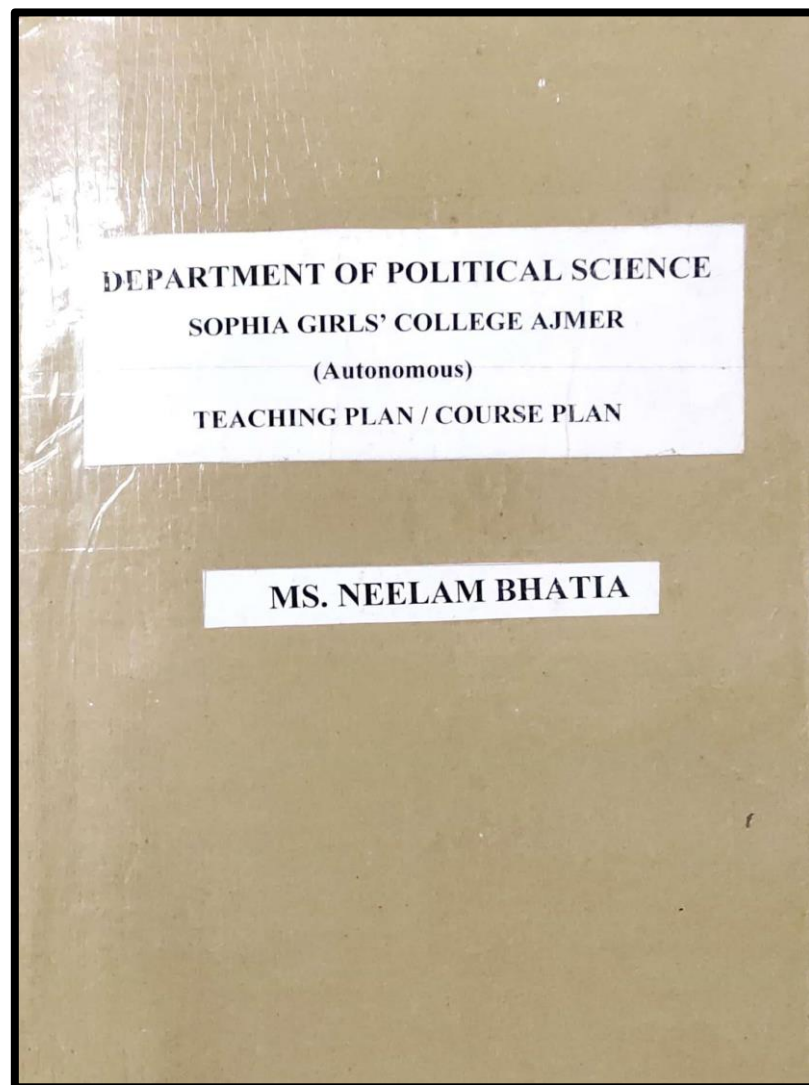 DEPARTMENT OF POLITICAL SCIENCE
SOPHIA GIRLS' COLLEGE AJMER
(Autonomous)
TEACHING PLAN / COURSE PLAN
MS. NEELAM BHATIA